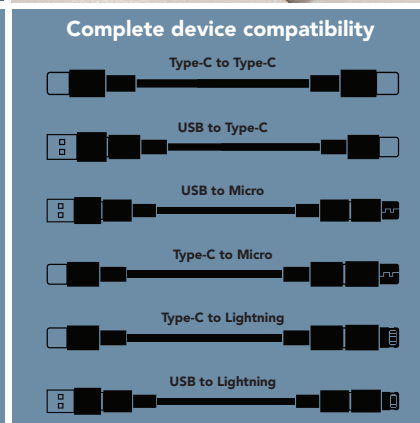 Complete device compatibility
Type-C to Type-C
USB to Type-C
USB to Micro
Type-C to Micro
Type-C to Lightning
USB to Lightning